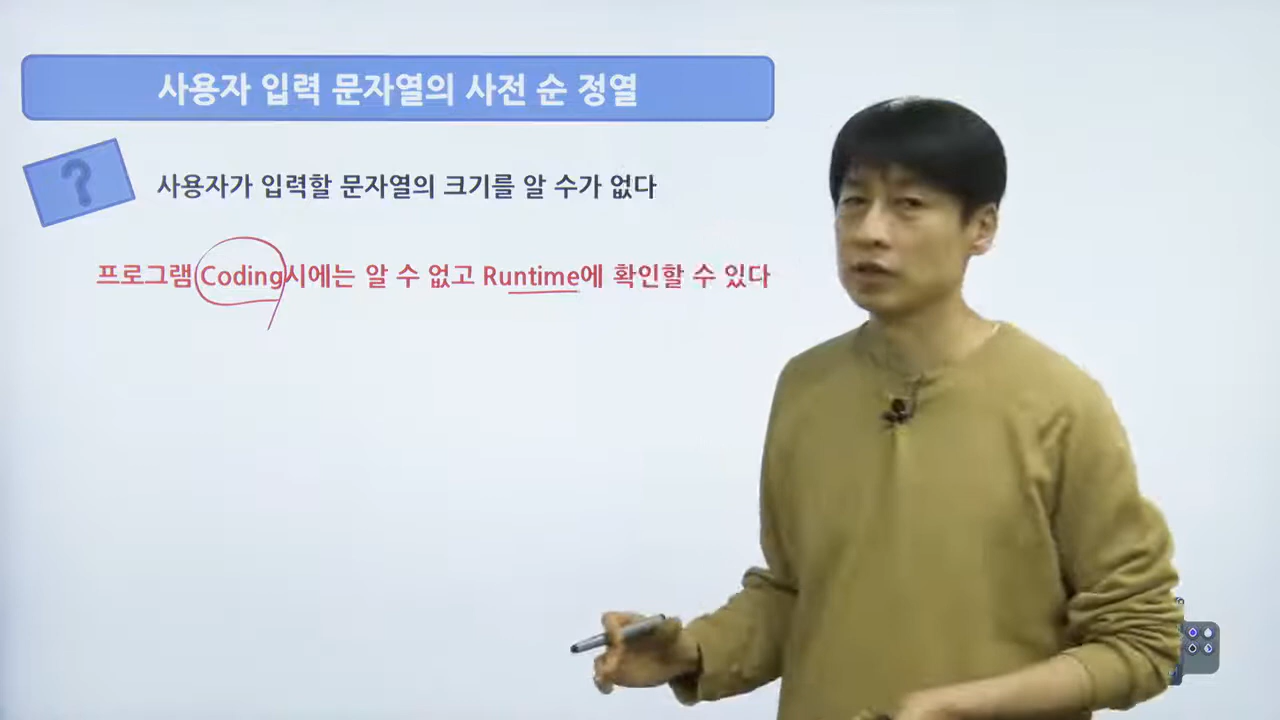 사용자 입력 문자열의 사전 순 정열
?
사용자가 입력할 문자열의 크기를 알 수가 없다
프로그램 Coding시에는 알 수 없고 Runtime에 확인할 수 있다